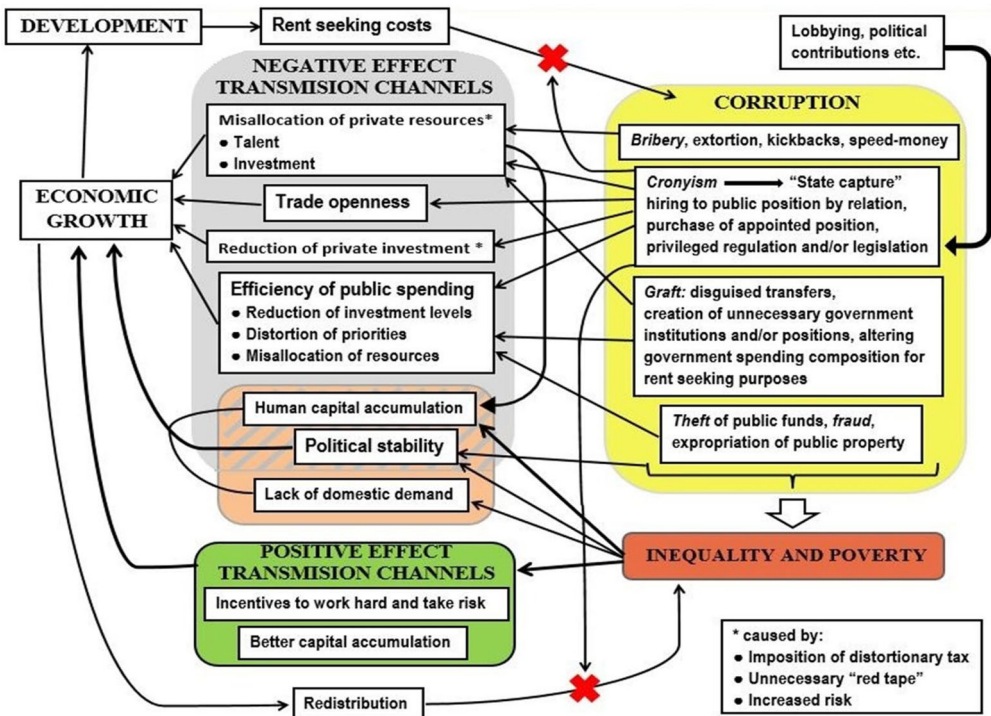 DEVELOPMENT
Rent seeking costs
Lobbying, political
contributions etc.
NEGATIVE EFFECT
TRANSMISION CHANNELS
Misallocation of private resources*
● Talent
● Investment
Trade openness
Reduction of private investment *
Efficiency of public spending
● Reduction of investment levels
● Distortion of priorities
● Misallocation of resources
Human capital accumulation
Political stability
Lack of domestic demand
ECONOMIC
GROWTH
CORRUPTION
Bribery, extortion, kickbacks, speed-money
Cronyism → “State capture”
hiring to public position by relation,
purchase of appointed position,
privileged regulation and/or legislation
Graft: disguised transfers,
creation of unnecessary government
institutions and/or positions, altering
government spending composition for
rent seeking purposes
Theft of public funds, fraud,
expropriation of public property
INEQUALITY AND POVERTY
POSITIVE EFFECT
TRANSMISION CHANNELS
Incentives to work hard and take risk
Better capital accumulation
Redistribution
* caused by:
● Imposition of distortionary tax
● Unnecessary “red tape”
● Increased risk